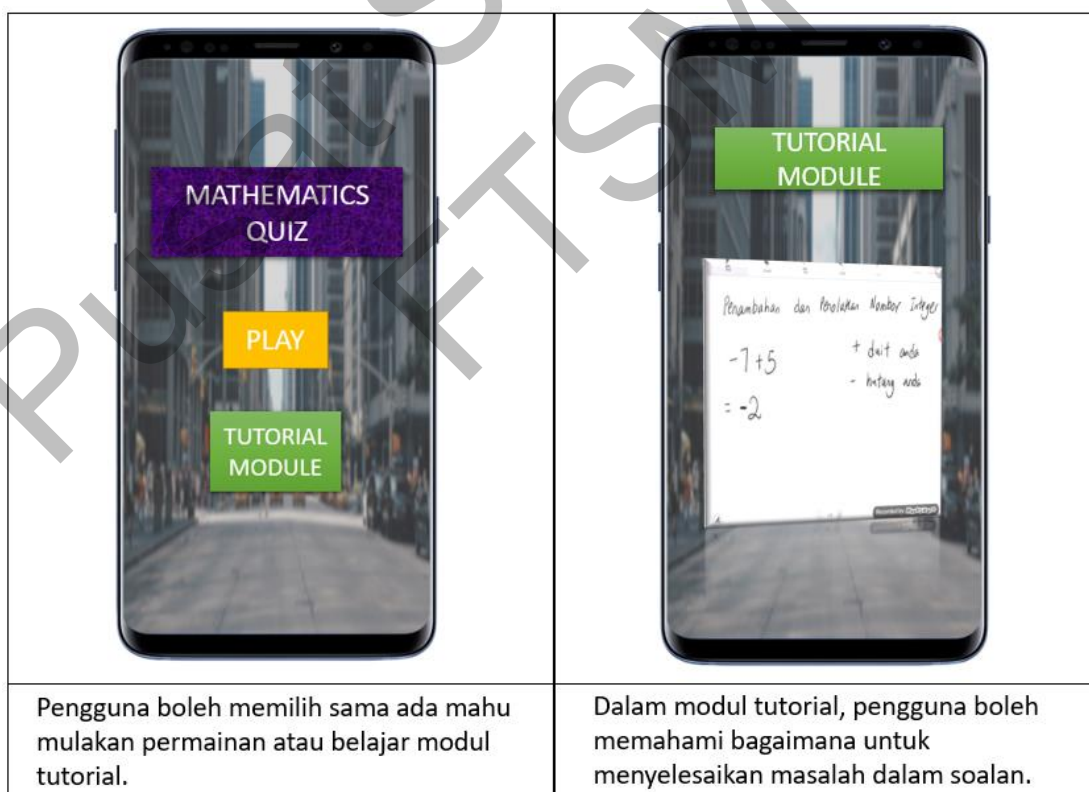 MATHEMATICS
QUIZ
PLAY
TUTORIAL
MODULE
TUTORIAL
MODULE
Penambahan dan Penolakan Nombor Integer
-7+5
+ duit anda
- hutang anda
= -2
Pengguna boleh memilih sama ada mahu
mulakan permainan atau belajar modul
tutorial.
Dalam modul tutorial, pengguna boleh
memahami bagaimana untuk
menyelesaikan masalah dalam soalan.
Pusat S
FTSM